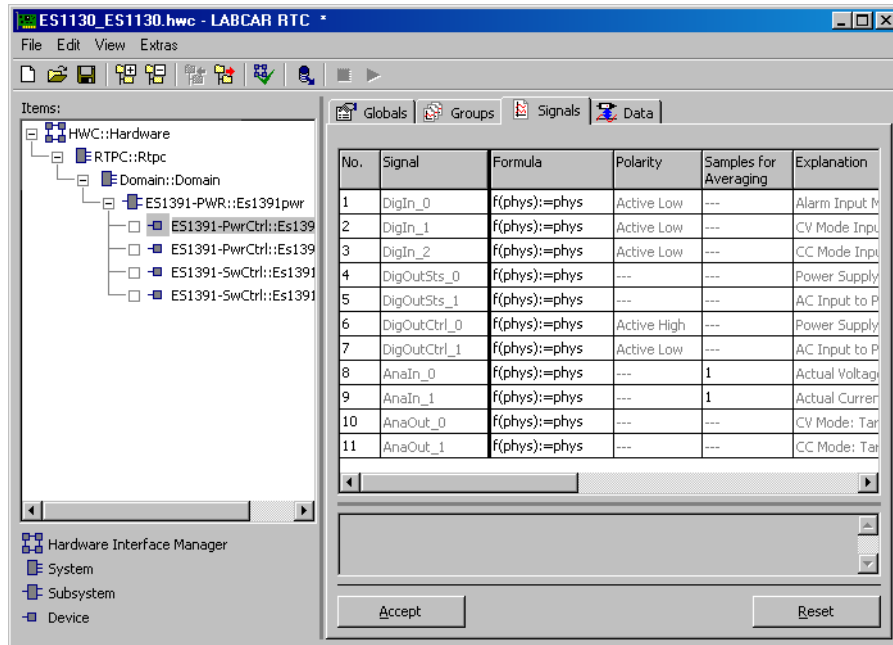 ES1130_ES1130.hwc - LABCAR RTC *
File Edit View Extras
Items:
HWC::Hardware
RTPC::Rtpc
Domain::Domain
ES1391-PWR::Es1391pwr
ES1391-PwrCtrl::Es139
ES1391-PwrCtrl::Es139
ES1391-SwCtrl::Es1391
ES1391-SwCtrl::Es1391
Hardware Interface Manager
System
Subsystem
Device
Globals Groups Signals Data
No. Signal Formula Polarity Samples for Averaging Explanation
1 DigIn_0 f(phys):=phys Active Low --- Alarm Input
2 DigIn_1 f(phys):=phys Active Low --- CV Mode Inpu
3 DigIn_2 f(phys):=phys Active Low --- CC Mode Inpu
4 DigOutSts_0 f(phys):=phys --- --- Power Supply
5 DigOutSts_1 f(phys):=phys --- --- AC Input to P
6 DigOutCtrl_0 f(phys):=phys Active High --- Power Supply
7 DigOutCtrl_1 f(phys):=phys Active Low --- AC Input to P
8 AnaIn_0 f(phys):=phys --- 1 Actual Voltag
9 AnaIn_1 f(phys):=phys --- 1 Actual Curren
10 AnaOut_0 f(phys):=phys --- --- CV Mode: Tar
11 AnaOut_1 f(phys):=phys --- --- CC Mode: Tar
Accept Reset